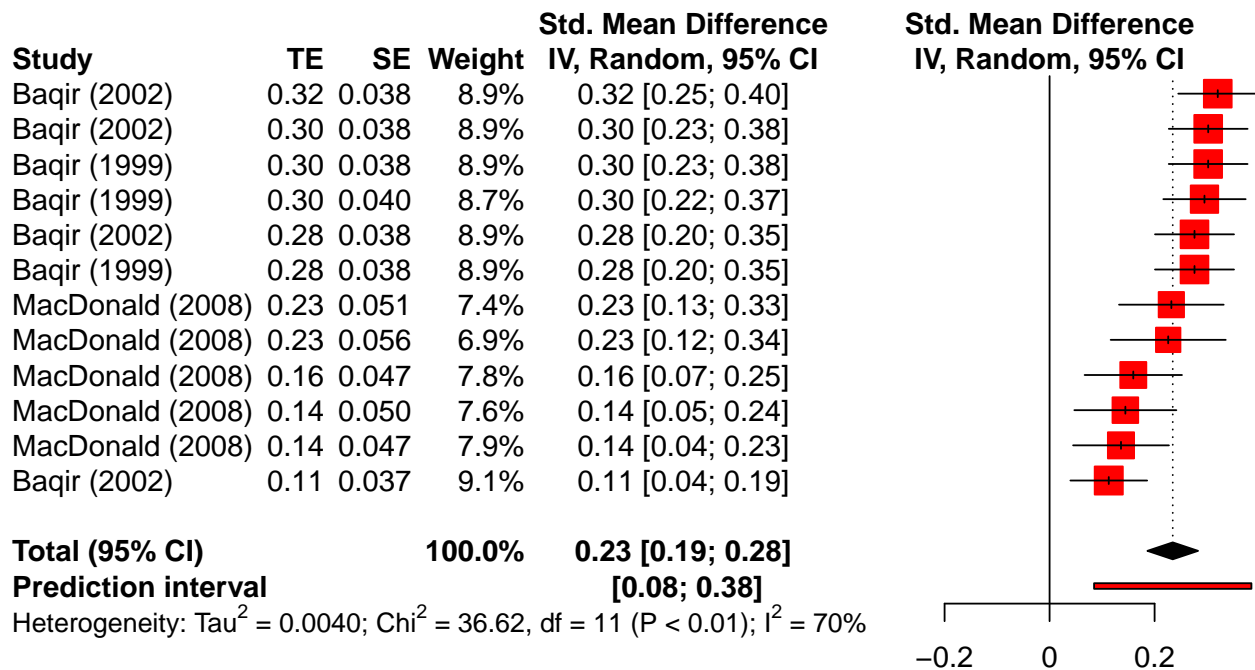 Std. Mean Difference Std. Mean Difference
Study TE SE Weight IV, Random, 95% CI IV, Random, 95% CI
Baqir (2002) 0.32 0.038 8.9% 0.32 [0.25; 0.40]
Baqir (2002) 0.30 0.038 8.9% 0.30 [0.23; 0.38]
Baqir (1999) 0.30 0.038 8.9% 0.30 [0.23; 0.38]
Baqir (1999) 0.30 0.040 8.7% 0.30 [0.22; 0.37]
Baqir (2002) 0.28 0.038 8.9% 0.28 [0.20; 0.35]
Baqir (1999) 0.28 0.038 8.9% 0.28 [0.20; 0.35]
MacDonald (2008) 0.23 0.051 7.4% 0.23 [0.13; 0.33]
MacDonald (2008) 0.23 0.056 6.9% 0.23 [0.12; 0.34]
MacDonald (2008) 0.16 0.047 7.8% 0.16 [0.07; 0.25]
MacDonald (2008) 0.14 0.050 7.6% 0.14 [0.05; 0.24]
MacDonald (2008) 0.14 0.047 7.9% 0.14 [0.04; 0.23]
Baqir (2002) 0.11 0.037 9.1% 0.11 [0.04; 0.19]
Total (95% CI) 100.0% 0.23 [0.19; 0.28]
Prediction interval [0.08; 0.38]
Heterogeneity: Tau² = 0.0040; Chi² = 36.62, df = 11 (P < 0.01); I² = 70%
−0.2 0 0.2